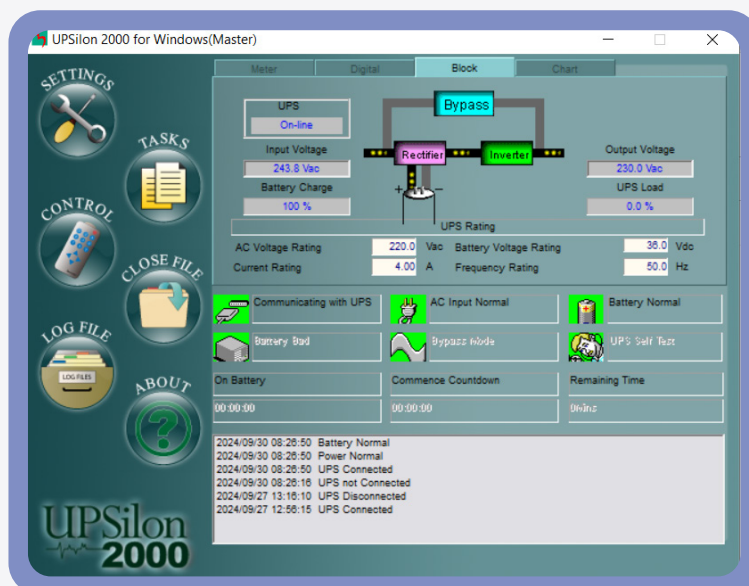 UPSilon 2000 for Windows(Master)
SETTINGS
TASKS
CONTROL
CLOSE FILE
LOG FILE
LOG FILES
ABOUT
UPSilon
2000
Meter Digital Block Chart
UPS
On-line
Bypass
Input Voltage
243.8 Vac
Rectifier Inverter
Output Voltage
230.0 Vac
Battery Charge
100 %
+ −
UPS Load
0.0 %
UPS Rating
AC Voltage Rating 220.0 Vac Battery Voltage Rating 36.0 Vdc
Current Rating 4.00 A Frequency Rating 50.0 Hz
Communicating with UPS AC Input Normal Battery Normal
Battery Bad Bypass Mode UPS Self Test
On Battery Commence Countdown Remaining Time
00:00:00 00:00:00 0Mins
2024/09/30 08:26:50 Battery Normal
2024/09/30 08:26:50 Power Normal
2024/09/30 08:26:50 UPS Connected
2024/09/30 08:26:16 UPS not Connected
2024/09/27 13:16:10 UPS Disconnected
2024/09/27 12:56:15 UPS Connected